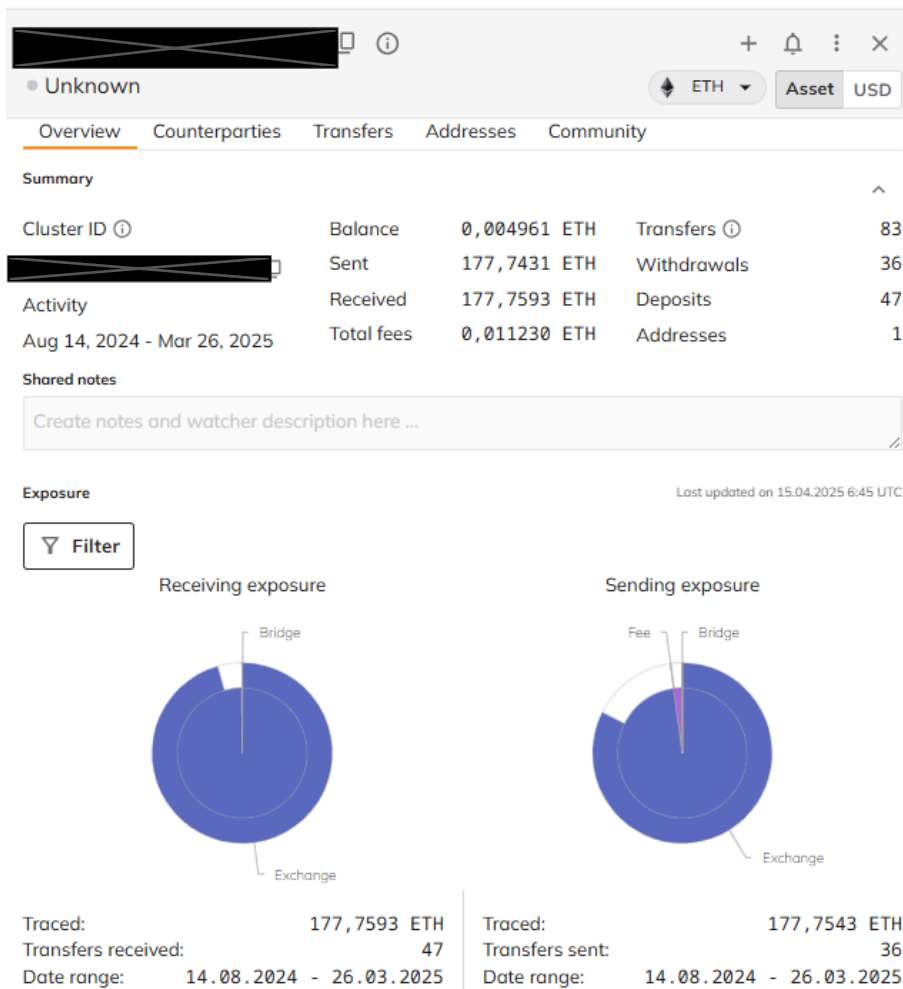 Unknown
ETH
Asset USD
Overview Counterparties Transfers Addresses Community
Summary
Cluster ID Balance 0,004961 ETH Transfers 83
Sent 177,7431 ETH Withdrawals 36
Activity Received 177,7593 ETH Deposits 47
Aug 14, 2024 - Mar 26, 2025 Total fees 0,011230 ETH Addresses 1
Shared notes
Create notes and watcher description here ...
Exposure Last updated on 15.04.2025 6:45 UTC
Filter
Receiving exposure Sending exposure
Bridge Fee Bridge
Exchange Exchange
Traced: 177,7593 ETH Traced: 177,7543 ETH
Transfers received: 47 Transfers sent: 36
Date range: 14.08.2024 - 26.03.2025 Date range: 14.08.2024 - 26.03.2025